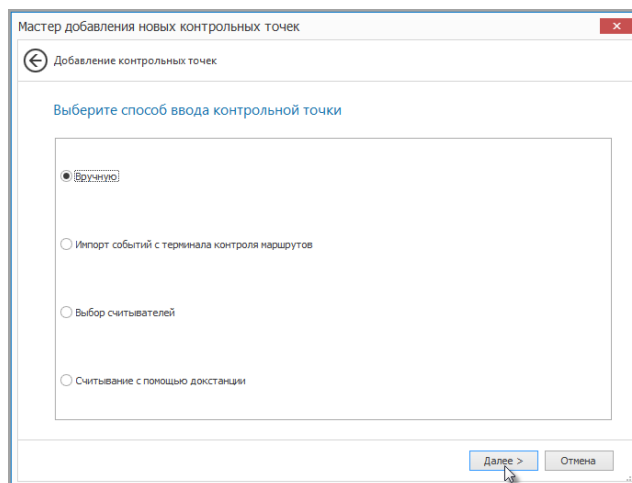 Мастер добавления новых контрольных точек
Добавление контрольных точек
Выберите способ ввода контрольной точки
Вручную
Импорт событий с терминала контроля маршрутов
Выбор считывателей
Считывание с помощью докстанции
Далее >
Отмена